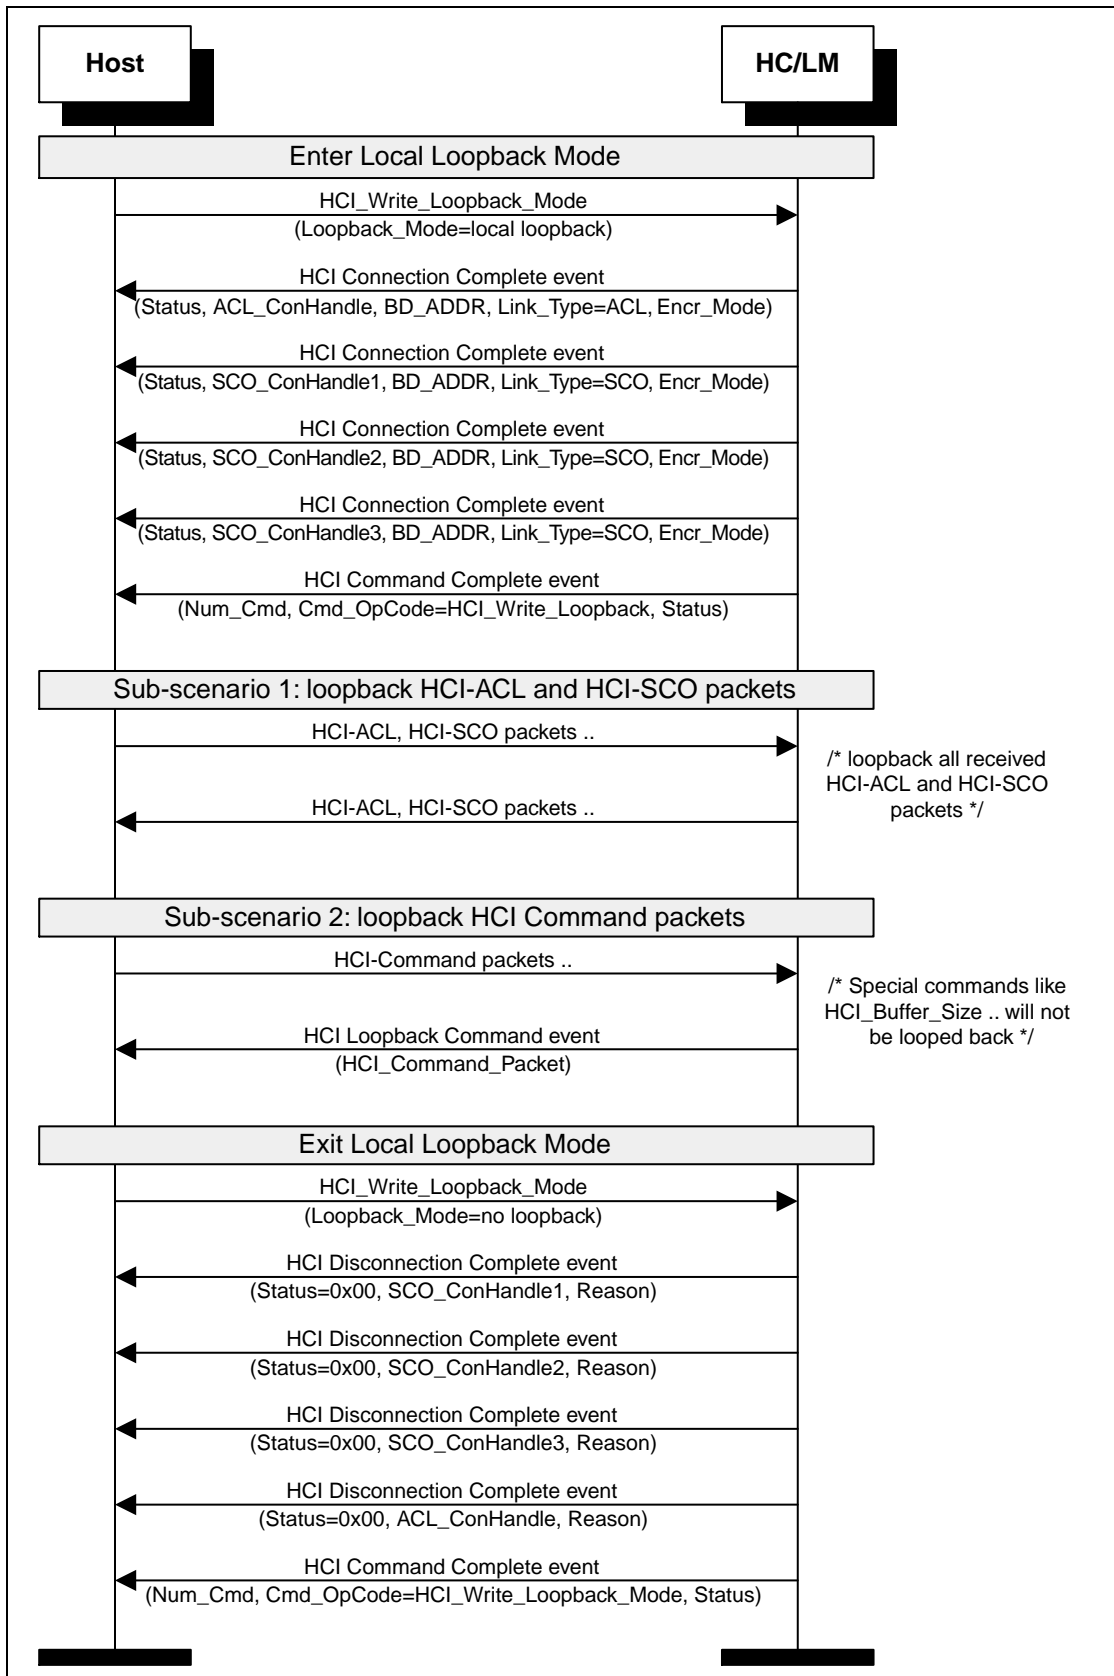 Host
HC/LM
Enter Local Loopback Mode
HCI_Write_Loopback_Mode
(Loopback_Mode=local loopback)
HCI Connection Complete event
(Status, ACL_ConHandle, BD_ADDR, Link_Type=ACL, Encr_Mode)
HCI Connection Complete event
(Status, SCO_ConHandle1, BD_ADDR, Link_Type=SCO, Encr_Mode)
HCI Connection Complete event
(Status, SCO_ConHandle2, BD_ADDR, Link_Type=SCO, Encr_Mode)
HCI Connection Complete event
(Status, SCO_ConHandle3, BD_ADDR, Link_Type=SCO, Encr_Mode)
HCI Command Complete event
(Num_Cmd, Cmd_OpCode=HCI_Write_Loopback, Status)
Sub-scenario 1: loopback HCI-ACL and HCI-SCO packets
HCI-ACL, HCI-SCO packets ..
/* loopback all received
HCI-ACL and HCI-SCO
packets */
HCI-ACL, HCI-SCO packets ..
Sub-scenario 2: loopback HCI Command packets
HCI-Command packets ..
/* Special commands like
HCI_Buffer_Size .. will not
be looped back */
HCI Loopback Command event
(HCI_Command_Packet)
Exit Local Loopback Mode
HCI_Write_Loopback_Mode
(Loopback_Mode=no loopback)
HCI Disconnection Complete event
(Status=0x00, SCO_ConHandle1, Reason)
HCI Disconnection Complete event
(Status=0x00, SCO_ConHandle2, Reason)
HCI Disconnection Complete event
(Status=0x00, SCO_ConHandle3, Reason)
HCI Disconnection Complete event
(Status=0x00, ACL_ConHandle, Reason)
HCI Command Complete event
(Num_Cmd, Cmd_OpCode=HCI_Write_Loopback_Mode, Status)